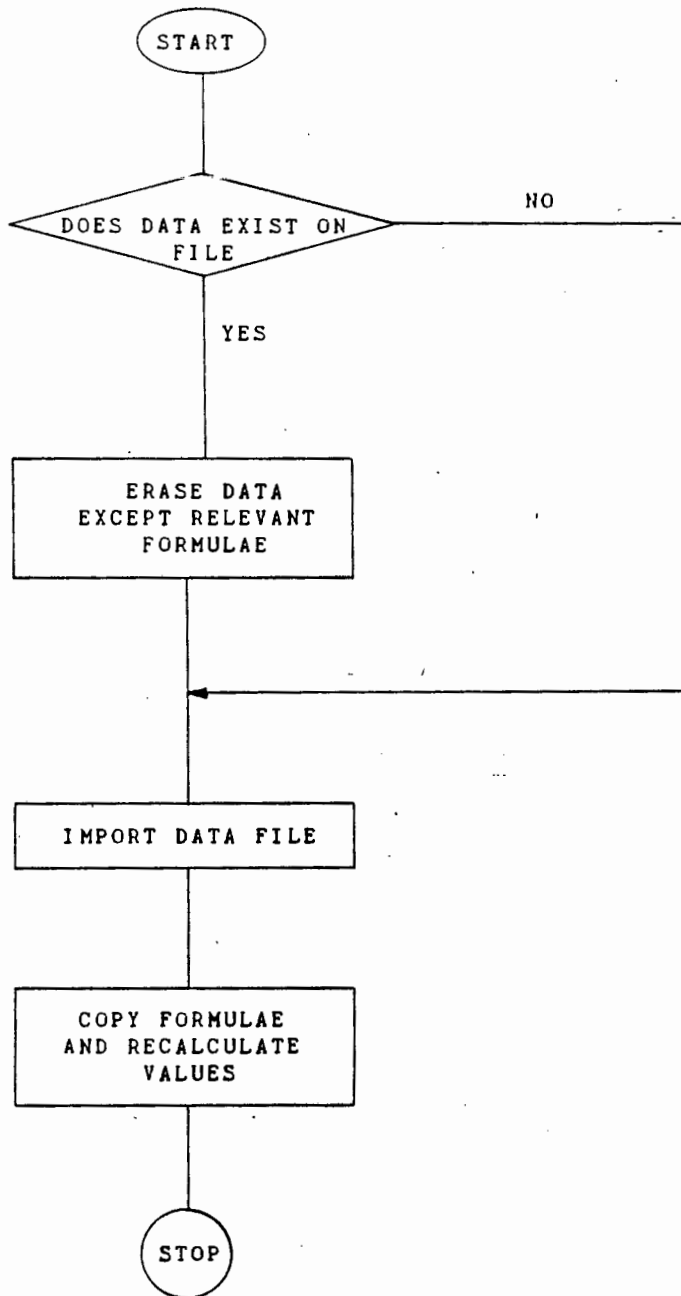 START
NO
DOES DATA EXIST ON
FILE
YES
ERASE DATA
EXCEPT RELEVANT
FORMULAE
IMPORT DATA FILE
COPY FORMULAE
AND RECALCULATE
VALUES
STOP